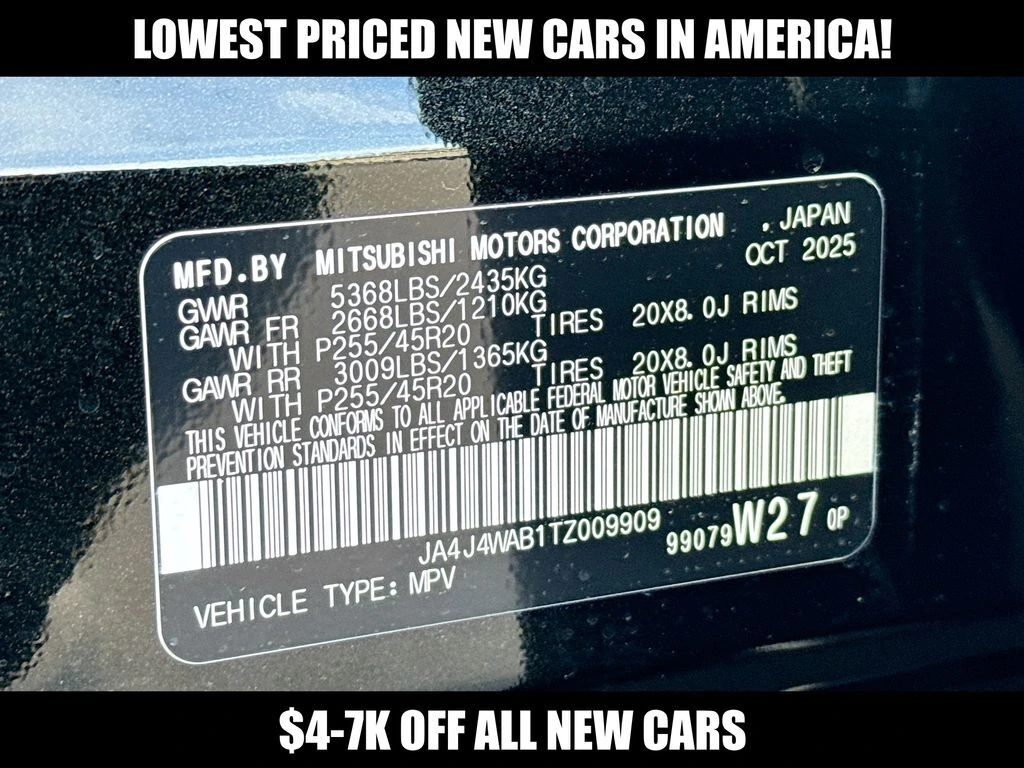 LOWEST PRICED NEW CARS IN AMERICA!
MFD.BY MITSUBISHI MOTORS CORPORATION . JAPAN
OCT 2025
GVWR 5368LBS/2435KG
GAWR FR 2668LBS/1210KG
WITH P255/45R20 TIRES 20X8.0J RIMS
GAWR RR 3009LBS/1365KG
WITH P255/45R20 TIRES 20X8.0J RIMS
THIS VEHICLE CONFORMS TO ALL APPLICABLE FEDERAL MOTOR VEHICLE SAFETY AND THEFT
PREVENTION STANDARDS IN EFFECT ON THE DATE OF MANUFACTURE SHOWN ABOVE.
JA4J4WAB1TZ009909 99079W27 0P
VEHICLE TYPE: MPV
$4-7K OFF ALL NEW CARS